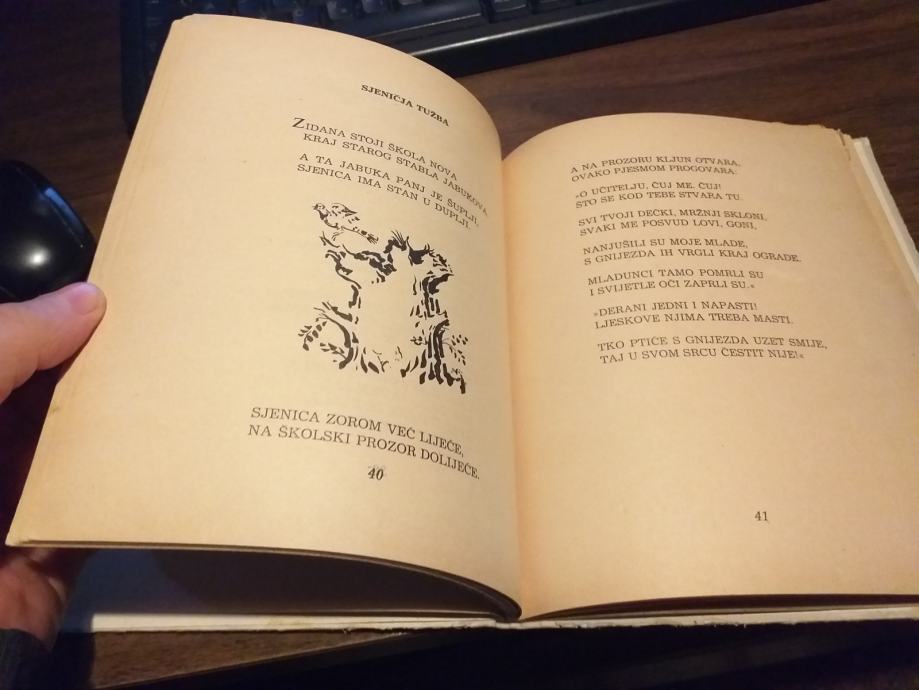 SJENIČJA TUŽBA
ZIDANA STOJI ŠKOLA NOVA
KRAJ STAROG STABLA JABUKOVA,
A TA JABUKA PANJ JE ŠUPLJI,
SJENICA IMA STAN U DUPLJI.
SJENICA ZOROM VEĆ LIJEĆE,
NA ŠKOLSKI PROZOR DOLIJEĆE.
40
A NA PROZORU KLJUN OTVARA,
OVAKO PJESMOM PROGOVARA:
»O UČITELJU, ČUJ ME, ČUJ!
ŠTO SE KOD TEBE STVARA TU.
SVI TVOJI DEČKI, MRŽNJI SKLONI,
SVAKI ME POSVUD LOVI, GONI,
NANJUŠILI SU MOJE MLADE,
S GNIJEZDA IH VRGLI KRAJ OGRADE.
MLADUNCI TAMO POMRLI SU
I SVIJETLE OČI ZAPRLI SU.«
»DERANI JEDNI I NAPASTI!
LJESKOVE NJIMA TREBA MASTI.
TKO PTIĆE S GNIJEZDA UZET SMIJE,
TAJ U SVOM SRCU ČESTIT NIJE!«
41